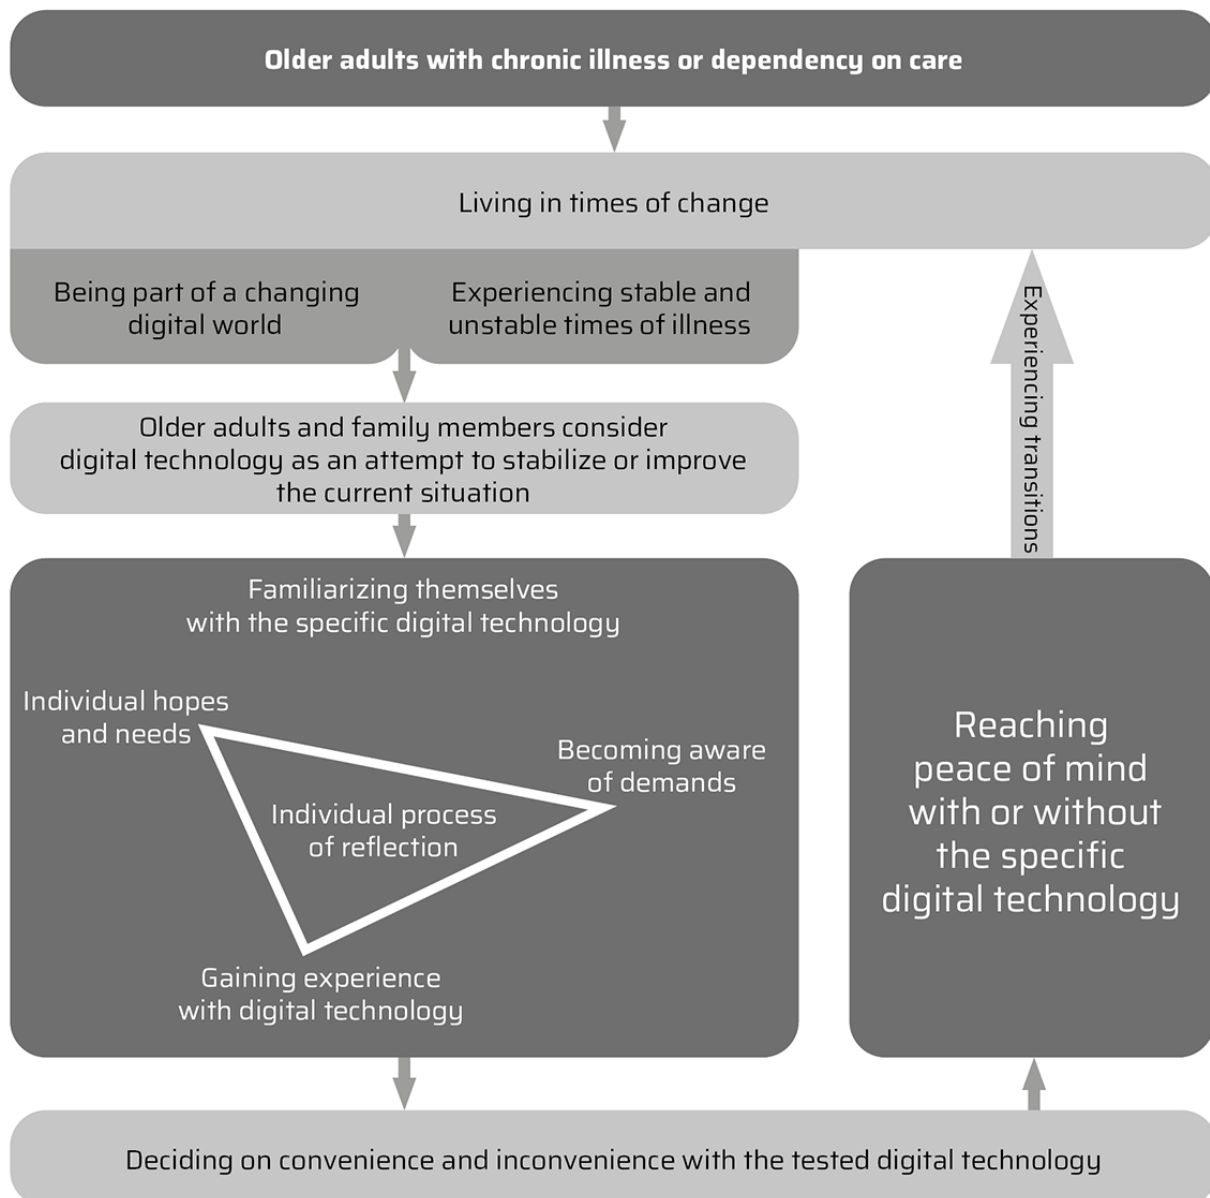 Older adults with chronic illness or dependency on care
Living in times of change
Being part of a changing
digital world
Experiencing stable and
unstable times of illness
Older adults and family members consider
digital technology as an attempt to stabilize or improve
the current situation
Familiarizing themselves
with the specific digital technology
Individual hopes
and needs
Becoming aware
of demands
Individual process
of reflection
Gaining experience
with digital technology
Deciding on convenience and inconvenience with the tested digital technology
Reaching
peace of mind
with or without
the specific
digital technology
Experiencing transitions